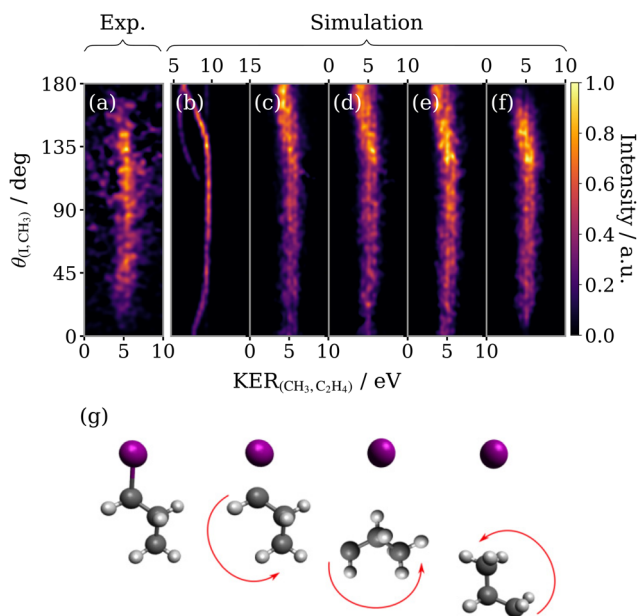 Exp. Simulation
5 10 15 0 5 10 0 5 10
180 (a) (b) (c) (d) (e) (f) 1.0
135 0.8
90 0.6
45 0.4
0 0.2
0.0
θ(I, CH₃) / deg
Intensity / a.u.
0 5 10 0 5 10 0 5 10
KER(CH₃, C₂H₄) / eV
(g)